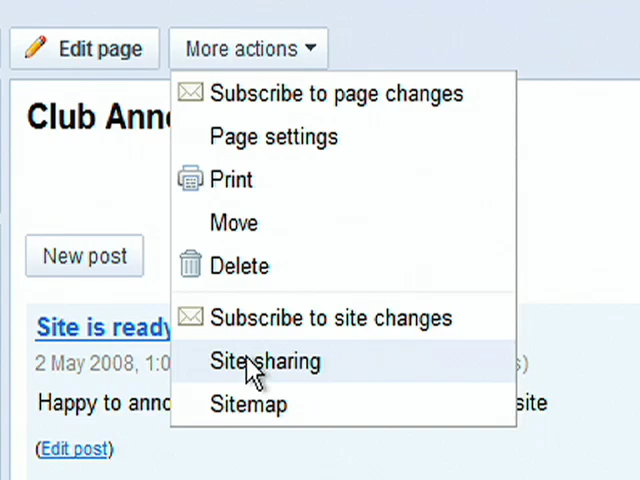 Edit page
More actions
Club Ann
Subscribe to page changes
Page settings
Print
Move
New post
Delete
Subscribe to site changes
Site is ready
2 May 2008, 1:0
Site sharing
s)
Happy to anno
Sitemap
site
(Edit post)